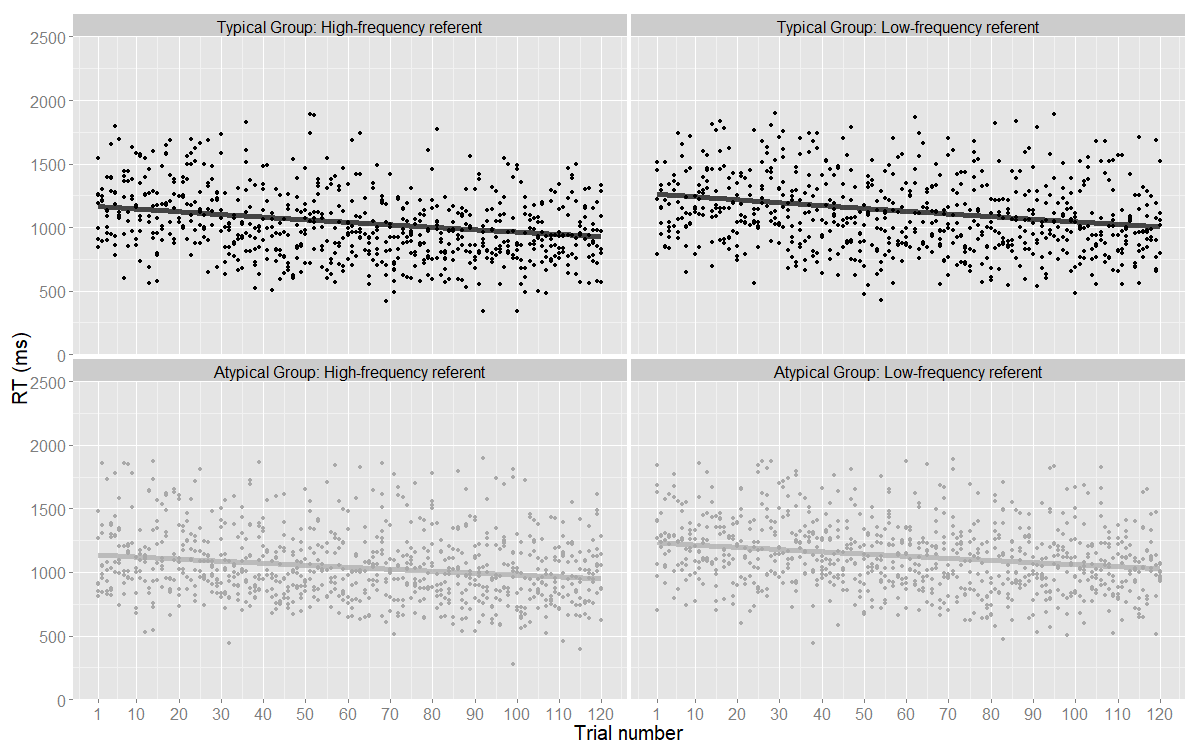 Typical Group: High-frequency referent
Typical Group: Low-frequency referent
2500
2000
1500
1000
500
0
RT (ms)
Atypical Group: High-frequency referent
Atypical Group: Low-frequency referent
2500
2000
1500
1000
500
0
1 10 20 30 40 50 60 70 80 90 100 110 120
1 10 20 30 40 50 60 70 80 90 100 110 120
Trial number